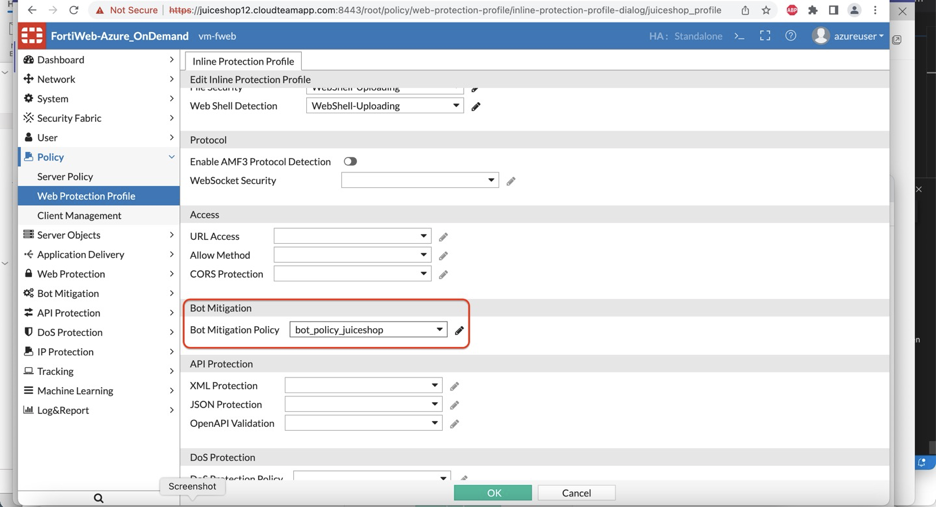 Not Secure https://juiceshop12.cloudteamapp.com:8443/root/policy/web-protection-profile/inline-protection-profile-dialog/juiceshop_profile
ABP
FortiWeb-Azure_OnDemand vm-fweb HA: Standalone >_ azureuser
Dashboard
Network
System
Security Fabric
User
Policy
Server Policy
Web Protection Profile
Client Management
Server Objects
Application Delivery
Web Protection
Bot Mitigation
API Protection
DoS Protection
IP Protection
Tracking
Machine Learning
Log&Report
Inline Protection Profile
Edit Inline Protection Profile
File Security WebShell-Uploading
Web Shell Detection WebShell-Uploading
Protocol
Enable AMF3 Protocol Detection
WebSocket Security
Access
URL Access
Allow Method
CORS Protection
Bot Mitigation
Bot Mitigation Policy bot_policy_juiceshop
API Protection
XML Protection
JSON Protection
OpenAPI Validation
DoS Protection
DoS Protection Policy
Screenshot
OK Cancel